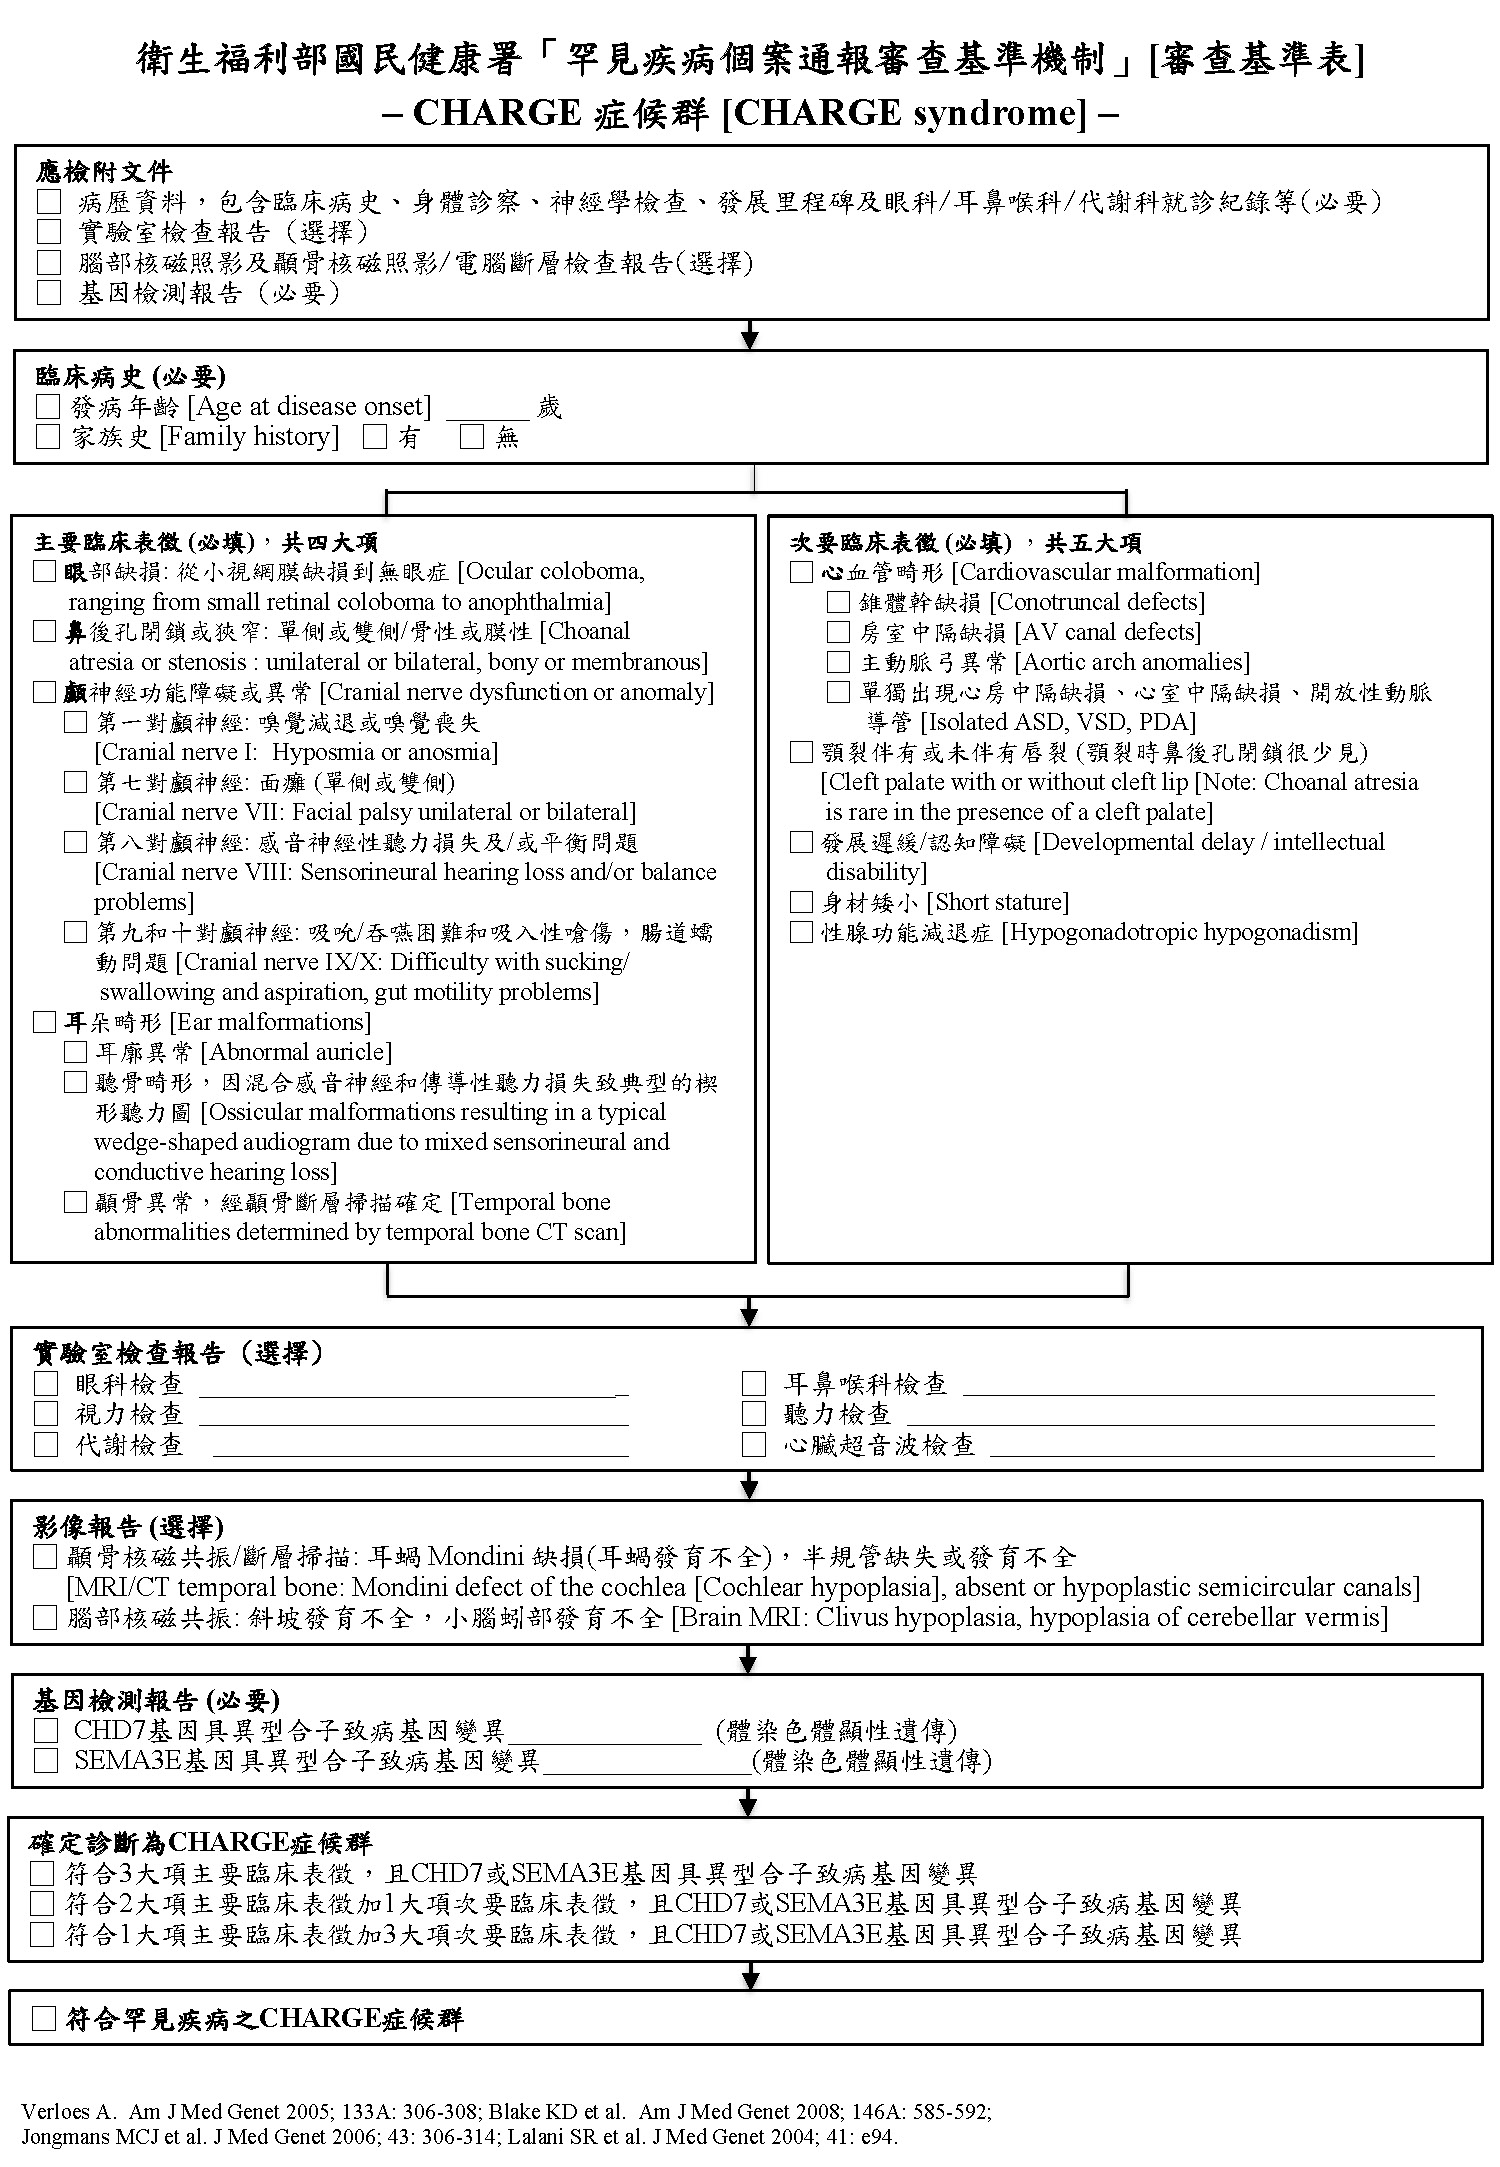 衛生福利部國民健康署「罕見疾病個案通報審查基準機制」[審查基準表]
– CHARGE 症候群 [CHARGE syndrome] –
應檢附文件
□ 病歷資料，包含臨床病史、身體診察、神經學檢查、發展里程碑及眼科/耳鼻喉科/代謝科就診紀錄等(必要)
□ 實驗室檢查報告（選擇）
□ 腦部核磁照影及顳骨核磁照影/電腦斷層檢查報告(選擇)
□ 基因檢測報告（必要）
臨床病史 (必要)
□ 發病年齡 [Age at disease onset] ______ 歲
□ 家族史 [Family history] □ 有 □ 無
主要臨床表徵 (必填)，共四大項
□ 眼部缺損: 從小視網膜缺損到無眼症 [Ocular coloboma,
ranging from small retinal coloboma to anophthalmia]
□ 鼻後孔閉鎖或狹窄: 單側或雙側/骨性或膜性 [Choanal
atresia or stenosis : unilateral or bilateral, bony or membranous]
□ 顱神經功能障礙或異常 [Cranial nerve dysfunction or anomaly]
□ 第一對顱神經: 嗅覺減退或嗅覺喪失
[Cranial nerve I: Hyposmia or anosmia]
□ 第七對顱神經: 面癱 (單側或雙側)
[Cranial nerve VII: Facial palsy unilateral or bilateral]
□ 第八對顱神經: 感音神經性聽力損失及/或平衡問題
[Cranial nerve VIII: Sensorineural hearing loss and/or balance
problems]
□ 第九和十對顱神經: 吸吮/吞嚥困難和吸入性嗆傷，腸道蠕
動問題 [Cranial nerve IX/X: Difficulty with sucking/
swallowing and aspiration, gut motility problems]
□ 耳朵畸形 [Ear malformations]
□ 耳廓異常 [Abnormal auricle]
□ 聽骨畸形，因混合感音神經和傳導性聽力損失致典型的楔
形聽力圖 [Ossicular malformations resulting in a typical
wedge-shaped audiogram due to mixed sensorineural and
conductive hearing loss]
□ 顳骨異常，經顳骨斷層掃描確定 [Temporal bone
abnormalities determined by temporal bone CT scan]
次要臨床表徵 (必填) ，共五大項
□ 心血管畸形 [Cardiovascular malformation]
□ 錐體幹缺損 [Conotruncal defects]
□ 房室中隔缺損 [AV canal defects]
□ 主動脈弓異常 [Aortic arch anomalies]
□ 單獨出現心房中隔缺損、心室中隔缺損、開放性動脈
導管 [Isolated ASD, VSD, PDA]
□ 顎裂伴有或未伴有唇裂 (顎裂時鼻後孔閉鎖很少見)
[Cleft palate with or without cleft lip [Note: Choanal atresia
is rare in the presence of a cleft palate]
□ 發展遲緩/認知障礙 [Developmental delay / intellectual
disability]
□ 身材矮小 [Short stature]
□ 性腺功能減退症 [Hypogonadotropic hypogonadism]
實驗室檢查報告（選擇）
□ 眼科檢查 ______________ □ 耳鼻喉科檢查 ______________
□ 視力檢查 ______________ □ 聽力檢查 ______________
□ 代謝檢查 ______________ □ 心臟超音波檢查 ______________
影像報告 (選擇)
□ 顳骨核磁共振/斷層掃描: 耳蝸 Mondini 缺損(耳蝸發育不全)，半規管缺失或發育不全
[MRI/CT temporal bone: Mondini defect of the cochlea [Cochlear hypoplasia], absent or hypoplastic semicircular canals]
□ 腦部核磁共振: 斜坡發育不全，小腦蚓部發育不全 [Brain MRI: Clivus hypoplasia, hypoplasia of cerebellar vermis]
基因檢測報告 (必要)
□ CHD7基因具異型合子致病基因變異______________ (體染色體顯性遺傳)
□ SEMA3E基因具異型合子致病基因變異_______________(體染色體顯性遺傳)
確定診斷為CHARGE症候群
□ 符合3大項主要臨床表徵，且CHD7或SEMA3E基因具異型合子致病基因變異
□ 符合2大項主要臨床表徵加1大項次要臨床表徵，且CHD7或SEMA3E基因具異型合子致病基因變異
□ 符合1大項主要臨床表徵加3大項次要臨床表徵，且CHD7或SEMA3E基因具異型合子致病基因變異
□ 符合罕見疾病之CHARGE症候群
Verloes A. Am J Med Genet 2005; 133A: 306-308; Blake KD et al. Am J Med Genet 2008; 146A: 585-592;
Jongmans MCJ et al. J Med Genet 2006; 43: 306-314; Lalani SR et al. J Med Genet 2004; 41: e94.